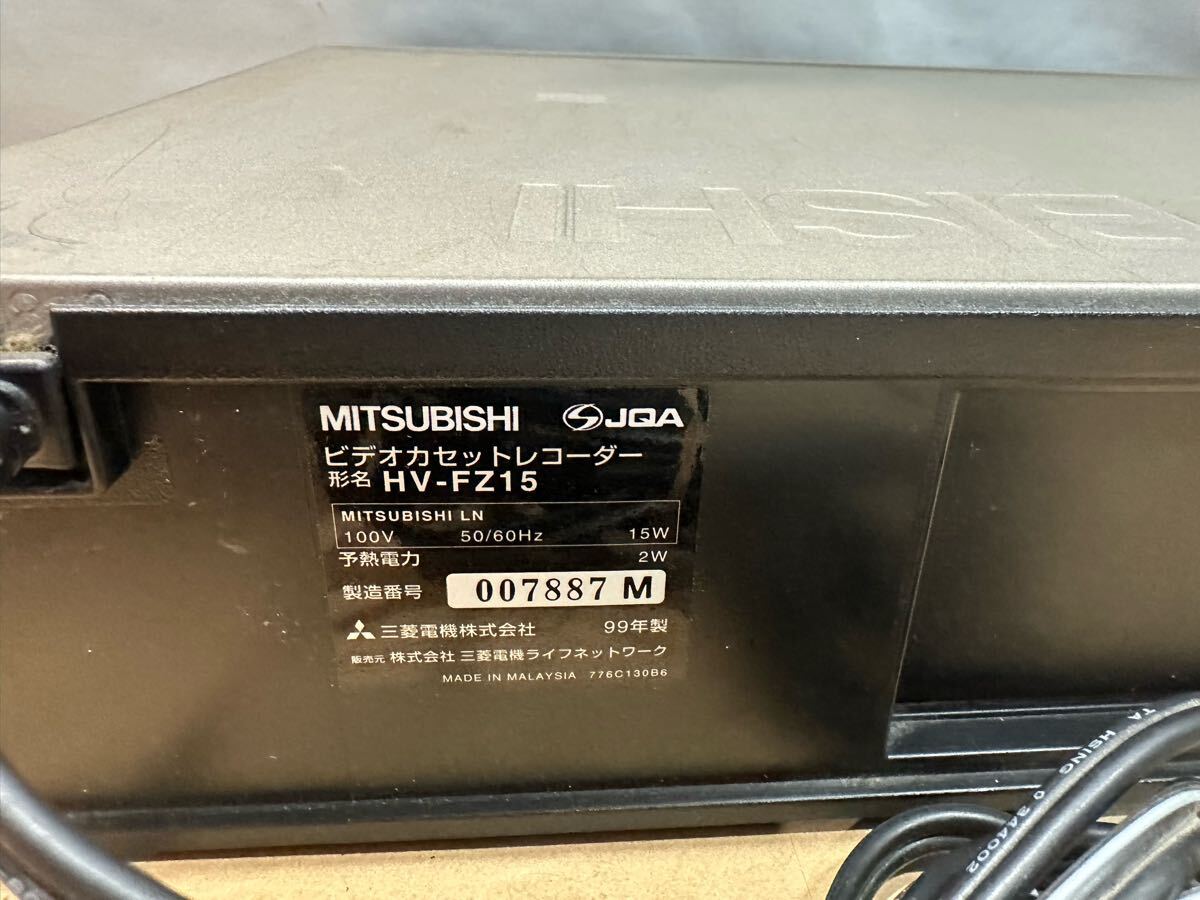 MITSUBISHI JQA
ビデオカセットレコーダー
形名 HV-FZ15
MITSUBISHI LN
100V 50/60Hz 15W
予熱電力 2W
製造番号 007887 M
三菱電機株式会社 99年製
販売元 株式会社 三菱電機ライフネットワーク
MADE IN MALAYSIA 776C130B6
TA HSING
344002